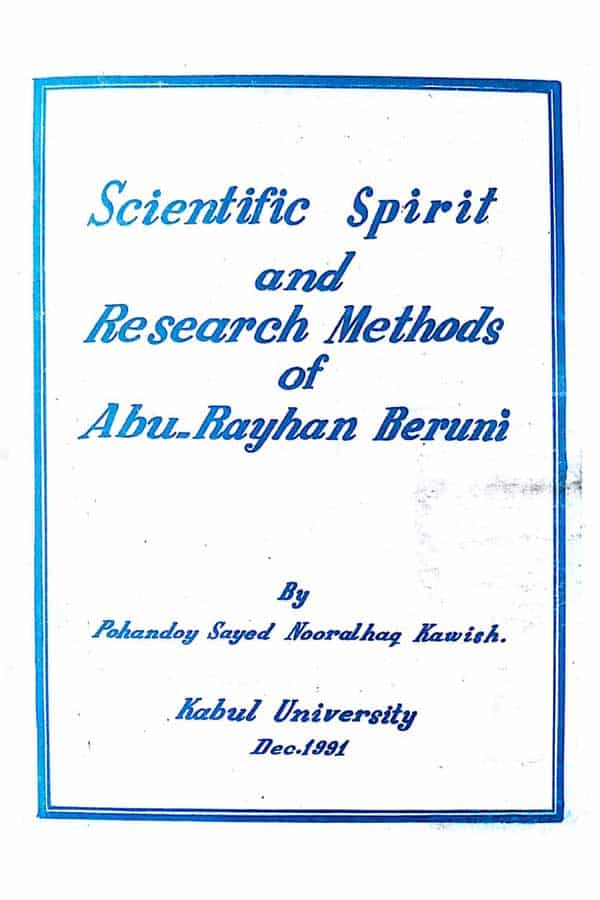 Scientific Spirit
and
Research Methods
of
Abu-Rayhan Beruni
By
Pohandoy Sayed Nooralhaq Kawish.
Kabul University
Dec.1991